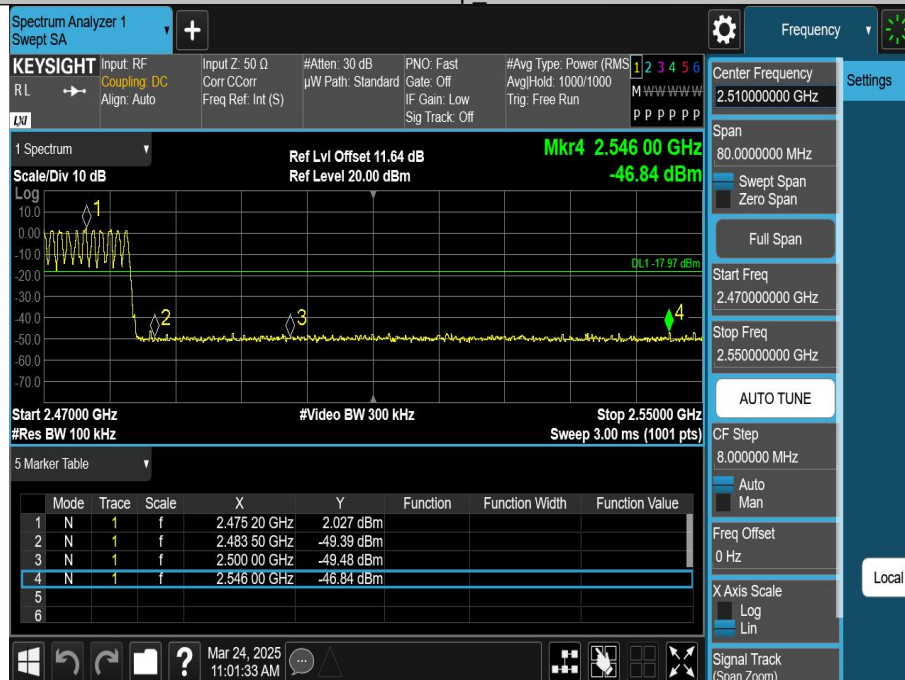 Spectrum Analyzer 1
Swept SA
+
Frequency
KEYSIGHT
RL
LXI
Input: RF
Coupling: DC
Align: Auto
Input Z: 50 Ω
Corr CCorr
Freq Ref: Int (S)
#Atten: 30 dB
µW Path: Standard
PNO: Fast
Gate: Off
IF Gain: Low
Sig Track: Off
#Avg Type: Power (RMS
Avg|Hold: 1000/1000
Trig: Free Run
1 2 3 4 5 6
M W W W W W
P P P P P P
1 Spectrum
Scale/Div 10 dB
Ref Lvl Offset 11.64 dB
Ref Level 20.00 dBm
Mkr4 2.546 00 GHz
-46.84 dBm
Log
10.0
0.00
-10.0
-20.0
-30.0
-40.0
-50.0
-60.0
-70.0
1
2
3
4
DL1 -17.97 dBm
Start 2.47000 GHz
#Res BW 100 kHz
#Video BW 300 kHz
Stop 2.55000 GHz
Sweep 3.00 ms (1001 pts)
5 Marker Table
Mode Trace Scale X Y Function Function Width Function Value
1 N 1 f 2.475 20 GHz 2.027 dBm
2 N 1 f 2.483 50 GHz -49.39 dBm
3 N 1 f 2.500 00 GHz -49.48 dBm
4 N 1 f 2.546 00 GHz -46.84 dBm
5
6
Mar 24, 2025
11:01:33 AM
?
Center Frequency
2.510000000 GHz
Settings
Span
80.0000000 MHz
Swept Span
Zero Span
Full Span
Start Freq
2.470000000 GHz
Stop Freq
2.550000000 GHz
AUTO TUNE
CF Step
8.000000 MHz
Auto
Man
Freq Offset
0 Hz
Local
X Axis Scale
Log
Lin
Signal Track
(Span Zoom)